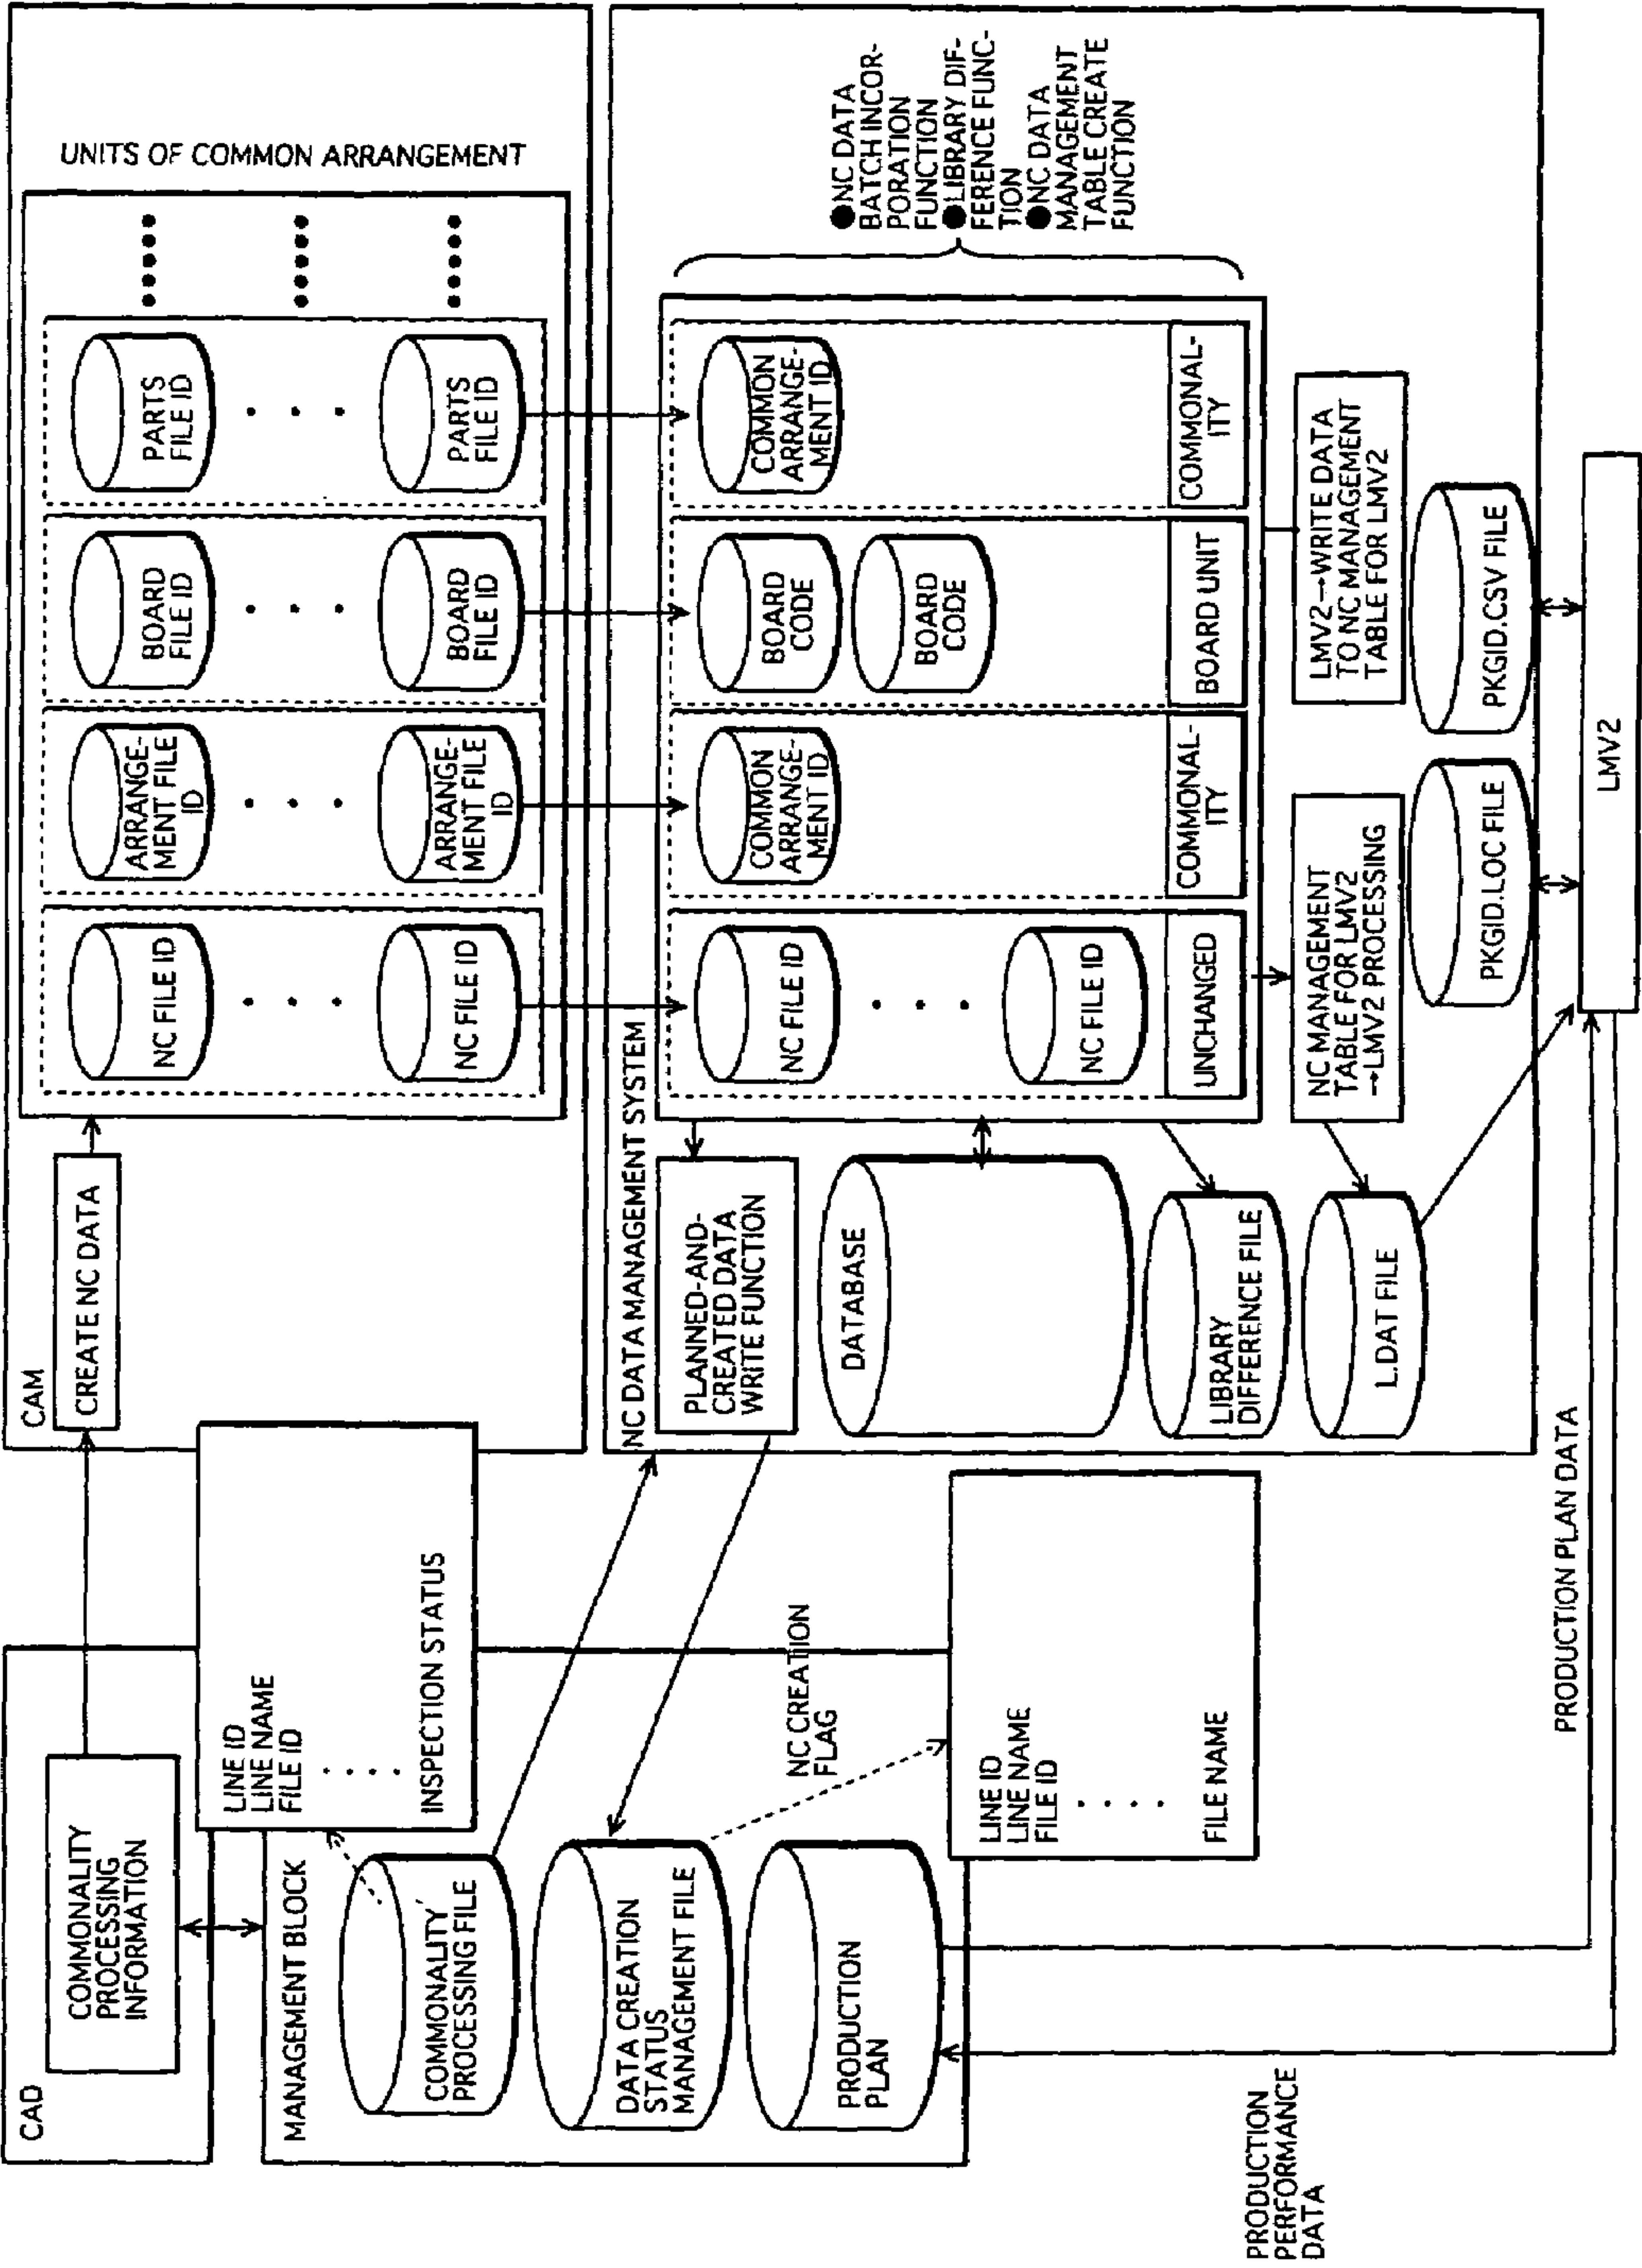 CAD
COMMONALITY
PROCESSING
INFORMATION
CAM
CREATE NC DATA
UNITS OF COMMON ARRANGEMENT
NC FILE ID
NC FILE ID
ARRANGE-
MENT FILE
ID
ARRANGE-
MENT FILE
ID
BOARD
FILE ID
BOARD
FILE ID
PARTS
FILE ID
PARTS
FILE ID
LINE ID
LINE NAME
FILE ID
INSPECTION STATUS
MANAGEMENT BLOCK
COMMONALITY
PROCESSING FILE
DATA CREATION
STATUS
MANAGEMENT FILE
PRODUCTION
PLAN
NC CREATION
FLAG
LINE ID
LINE NAME
FILE ID
FILE NAME
NC DATA MANAGEMENT SYSTEM
PLANNED-AND-
CREATED DATA
WRITE FUNCTION
DATABASE
LIBRARY
DIFFERENCE FILE
L.DAT FILE
NC FILE ID
NC FILE ID
UNCHANGED
COMMON
ARRANGE-
MENT ID
COMMONAL-
ITY
BOARD
CODE
BOARD
CODE
BOARD UNIT
COMMON
ARRANGE-
MENT ID
COMMONAL-
ITY
●NC DATA
BATCH INCOR-
PORATION
FUNCTION
●LIBRARY DIF-
FERENCE FUNC-
TION
●NC DATA
MANAGEMENT
TABLE CREATE
FUNCTION
NC MANAGEMENT
TABLE FOR LMV2
→LMV2 PROCESSING
LMV2→WRITE DATA
TO NC MANAGEMENT
TABLE FOR LMV2
PKGID.LOC FILE
PKGID.CSV FILE
LMV2
PRODUCTION PLAN DATA
PRODUCTION
PERFORMANCE
DATA